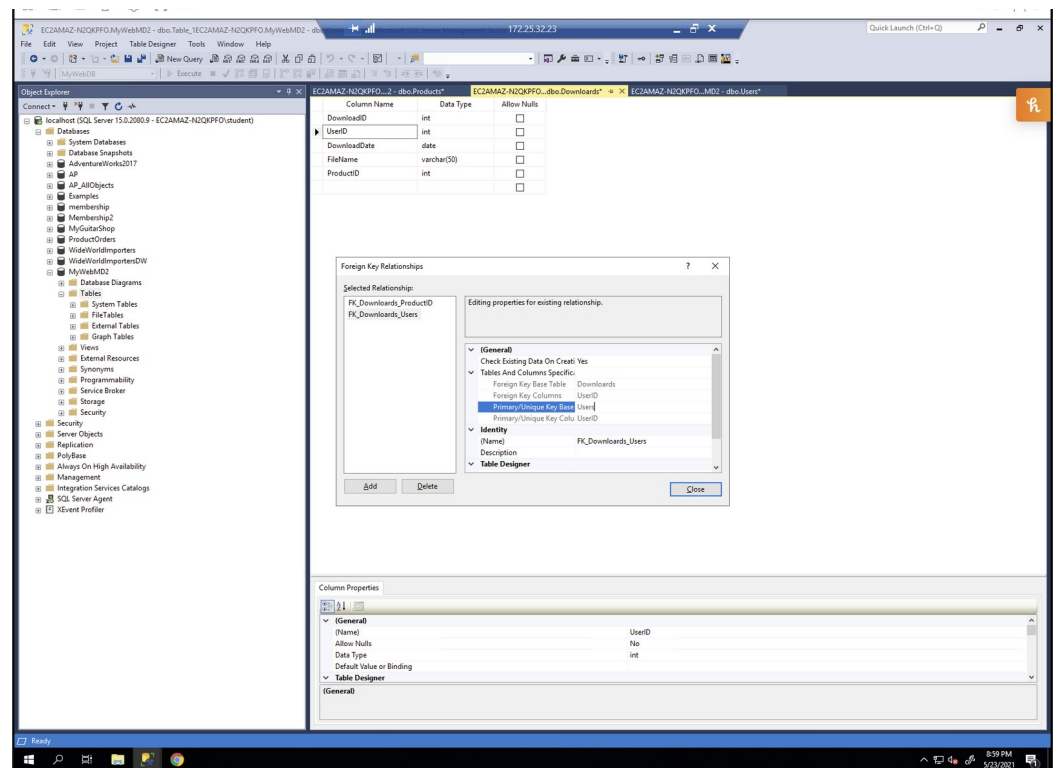 EC2AMAZ-N2QKPFO.MyWebMD2 - dbo.Table_1EC2AMAZ-N2QKPFO.MyWebMD2 - db
172.25.32.23
Quick Launch (Ctrl+Q)
File Edit View Project Table Designer Tools Window Help
New Query
MyWebDB
Execute
Object Explorer
EC2AMAZ-N2QKPFO....2 - dbo.Products*
EC2AMAZ-N2QKPFO...dbo.Downloads*
EC2AMAZ-N2QKPFO...MD2 - dbo.Users*
Connect
localhost (SQL Server 15.0.2080.9 - EC2AMAZ-N2QKPFO\student)
Databases
System Databases
Database Snapshots
AdventureWorks2017
AP
AP_AllObjects
Examples
membership
Membership2
MyGuitarShop
ProductOrders
WideWorldImporters
WideWorldImportersDW
MyWebMD2
Database Diagrams
Tables
System Tables
FileTables
External Tables
Graph Tables
Views
External Resources
Synonyms
Programmability
Service Broker
Storage
Security
Security
Server Objects
Replication
PolyBase
Always On High Availability
Management
Integration Services Catalogs
SQL Server Agent
XEvent Profiler
Column Name Data Type Allow Nulls
DownloadID int
UserID int
DownloadDate date
FileName varchar(50)
ProductID int
Foreign Key Relationships ? X
Selected Relationship:
FK_Downloards_ProductID
FK_Downloards_Users
Editing properties for existing relationship.
(General)
Check Existing Data On Creati Yes
Tables And Columns Specific
Foreign Key Base Table Downloards
Foreign Key Columns UserID
Primary/Unique Key Base Users
Primary/Unique Key Colu UserID
Identity
(Name) FK_Downloards_Users
Description
Table Designer
Add Delete Close
Column Properties
(General)
(Name) UserID
Allow Nulls No
Data Type int
Default Value or Binding
Table Designer
(General)
Ready
8:59 PM
5/23/2021